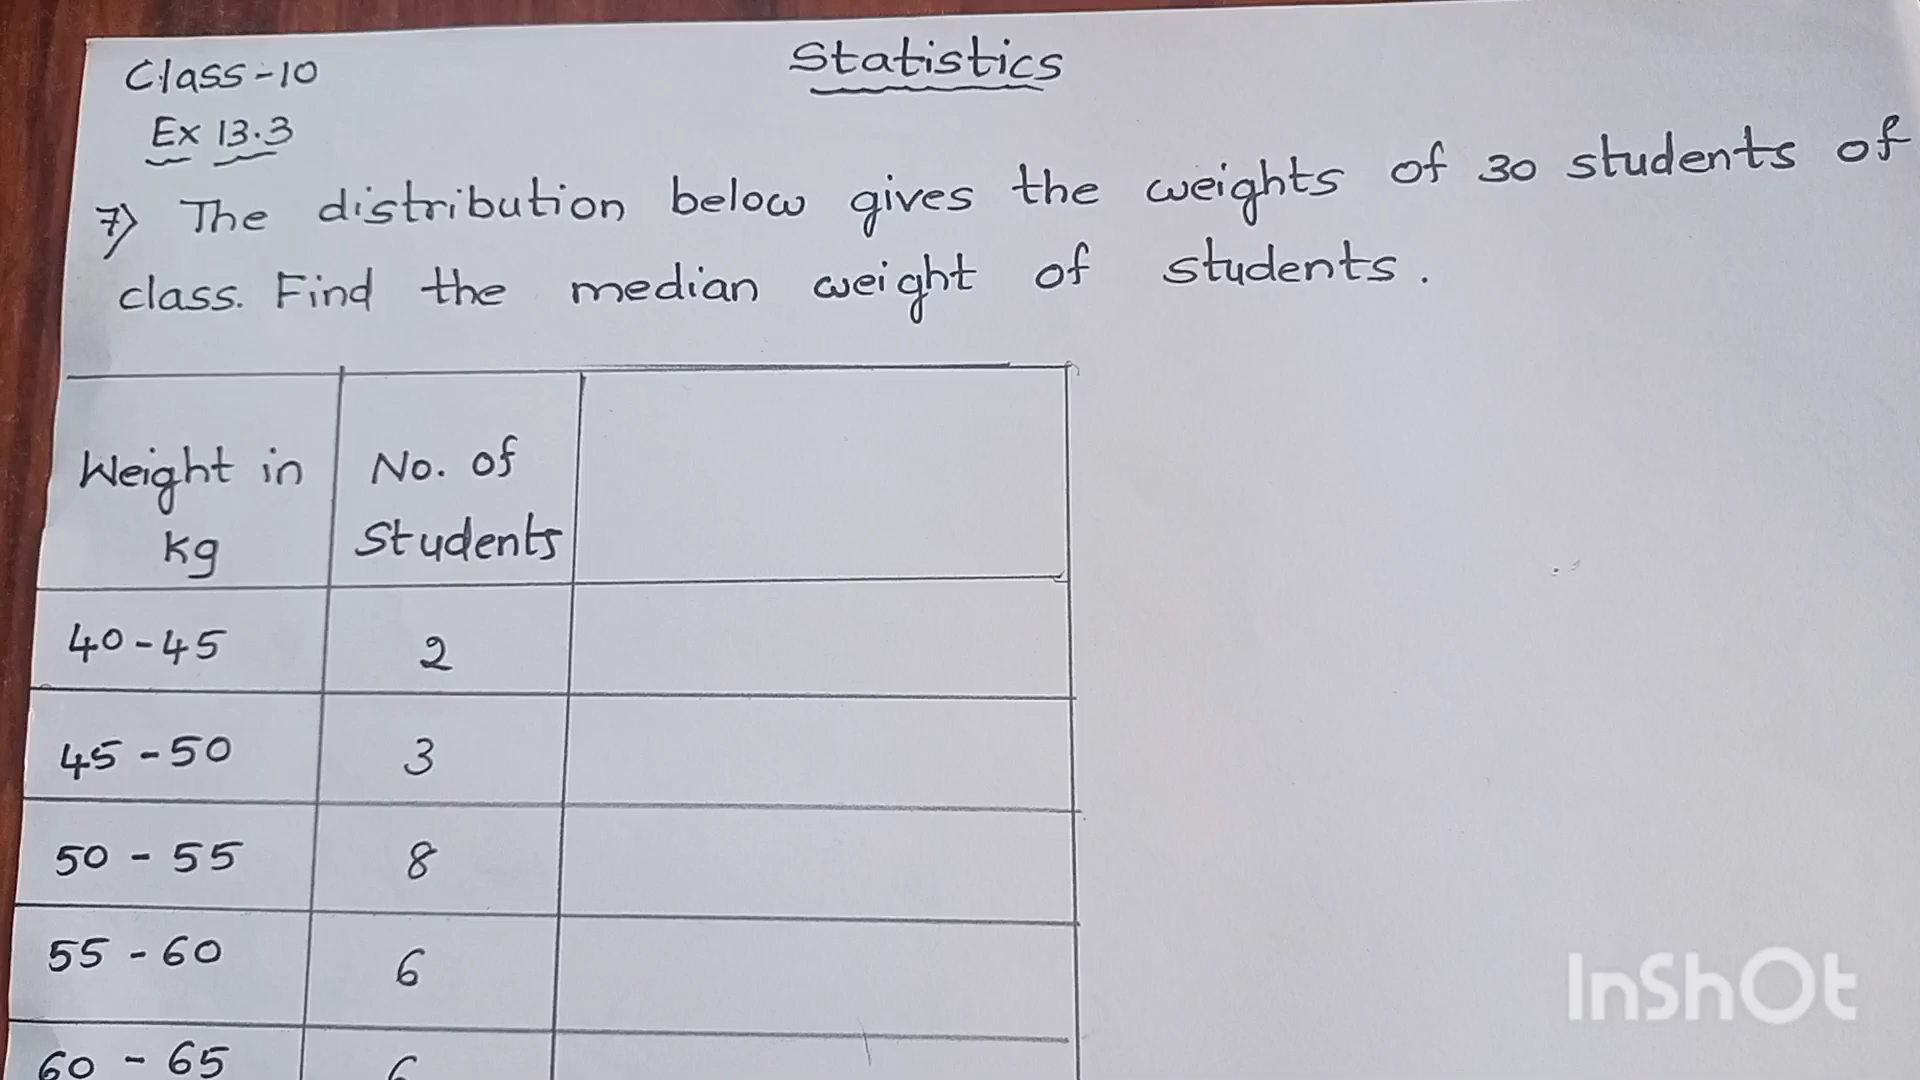 Class-10
Statistics
Ex 13.3
7) The distribution below gives the weights of 30 students of
class. Find the median weight of students.
Weight in kg
No. of Students
40-45 2
45-50 3
50-55 8
55-60 6
60-65
InShOt